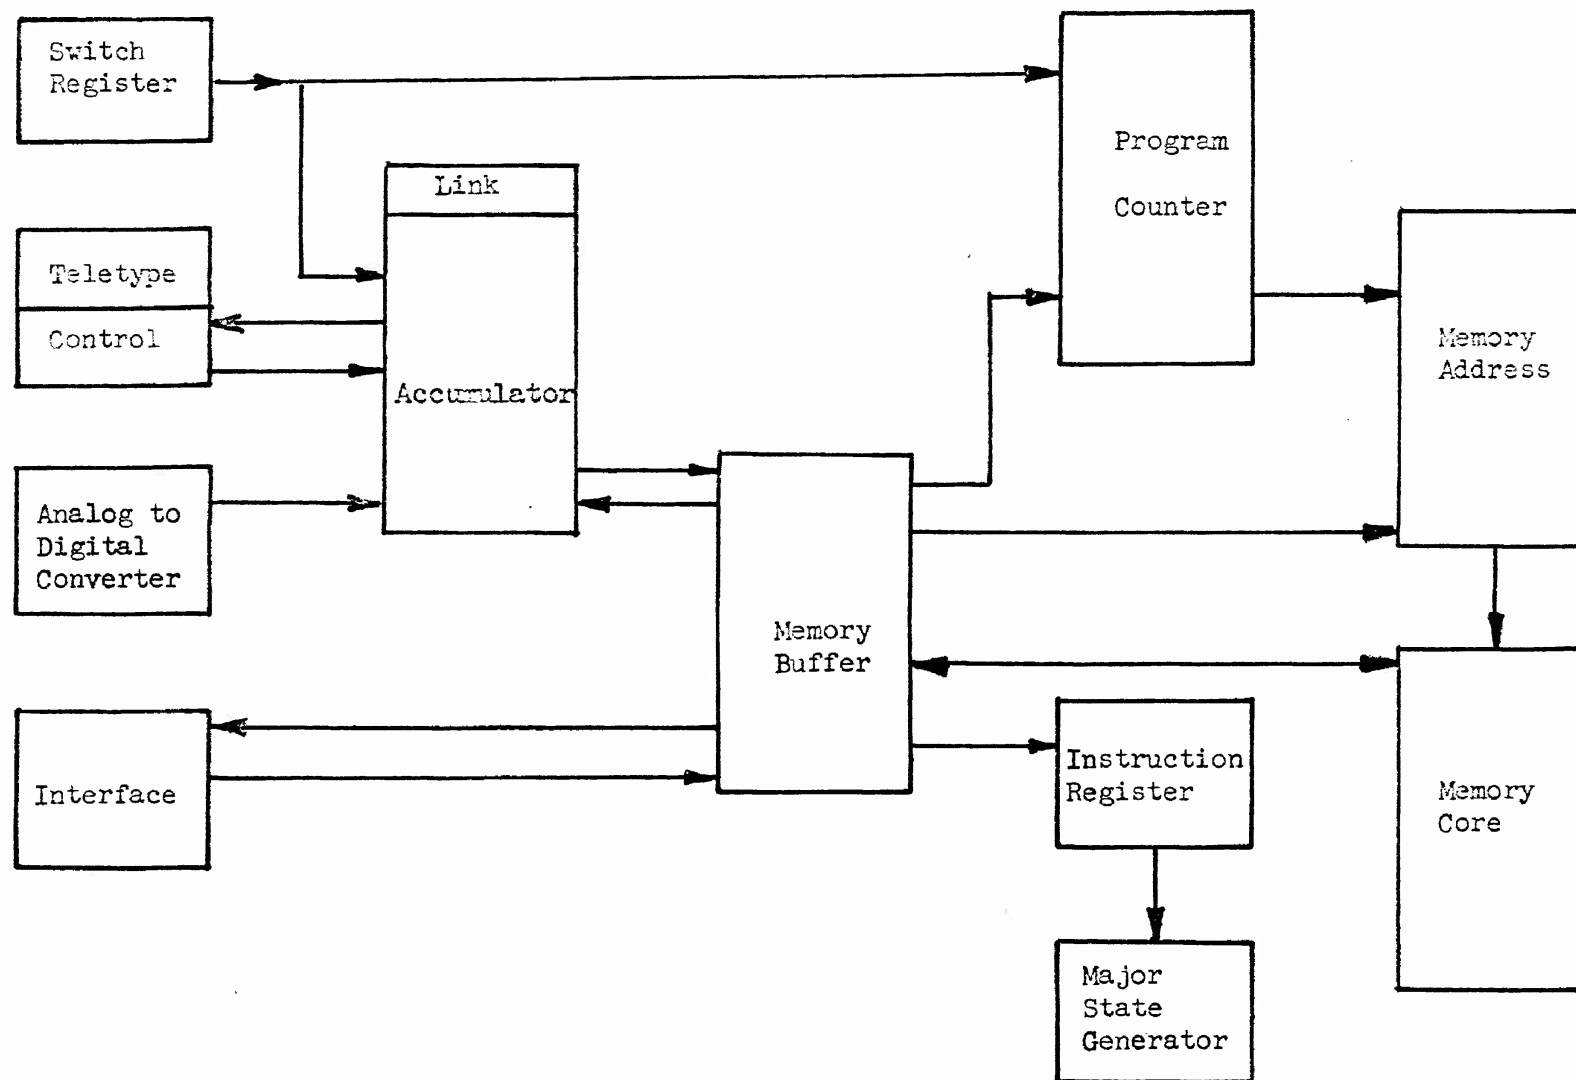 Switch
Register
Program
Counter
Link
Accumulator
Teletype
Control
Memory
Address
Analog to
Digital
Converter
Memory
Buffer
Interface
Instruction
Register
Memory
Core
Major
State
Generator